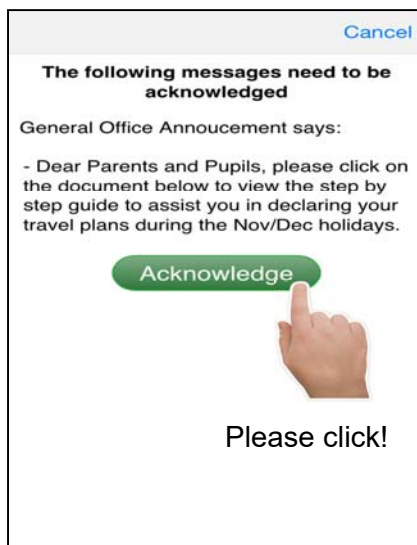 Cancel
The following messages need to be
acknowledged
General Office Annoucement says:
- Dear Parents and Pupils, please click on
the document below to view the step by
step guide to assist you in declaring your
travel plans during the Nov/Dec holidays.
Acknowledge
Please click!